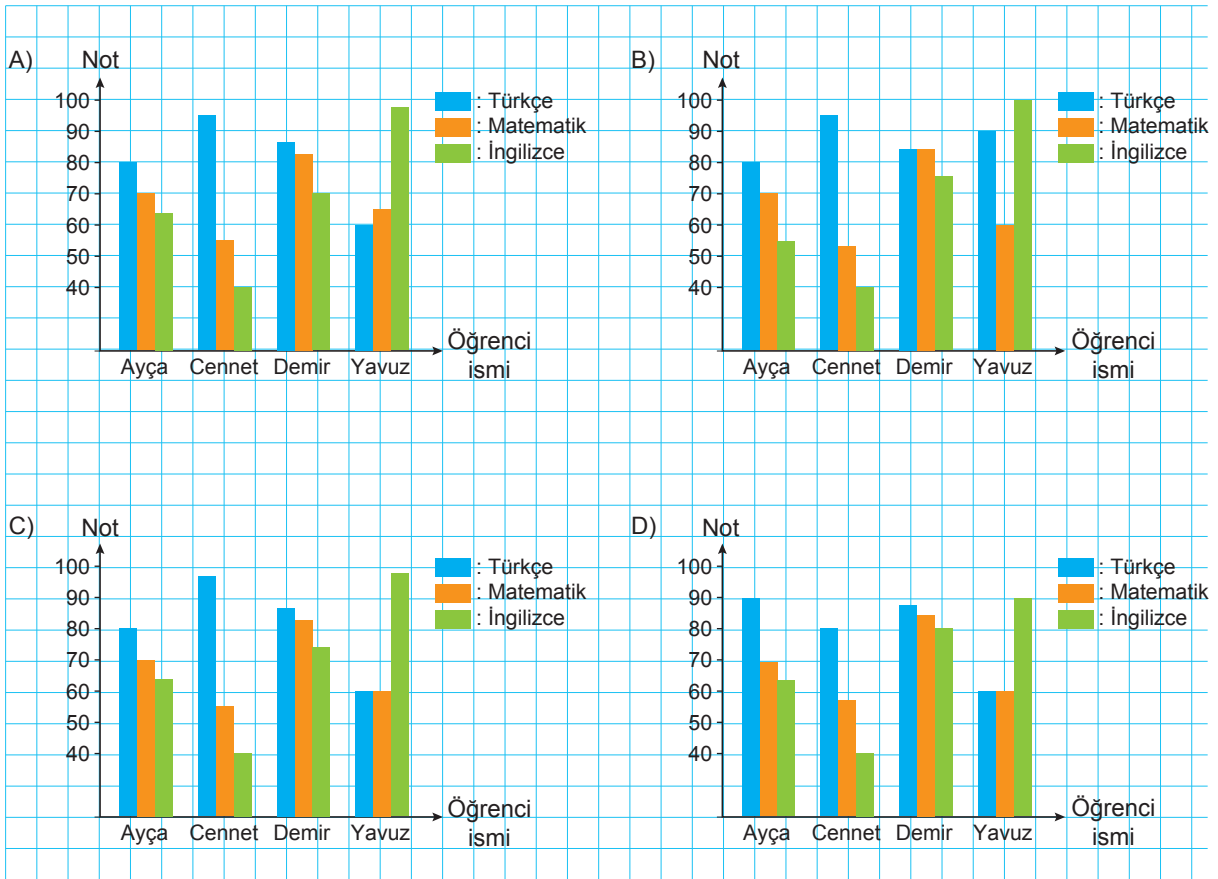 A)
Not
100
90
80
70
60
50
40
: Türkçe
: Matematik
: İngilizce
Ayça Cennet Demir Yavuz
Öğrenci
ismi
B)
Not
100
90
80
70
60
50
40
: Türkçe
: Matematik
: İngilizce
Ayça Cennet Demir Yavuz
Öğrenci
ismi
C)
Not
100
90
80
70
60
50
40
: Türkçe
: Matematik
: İngilizce
Ayça Cennet Demir Yavuz
Öğrenci
ismi
D)
Not
100
90
80
70
60
50
40
: Türkçe
: Matematik
: İngilizce
Ayça Cennet Demir Yavuz
Öğrenci
ismi